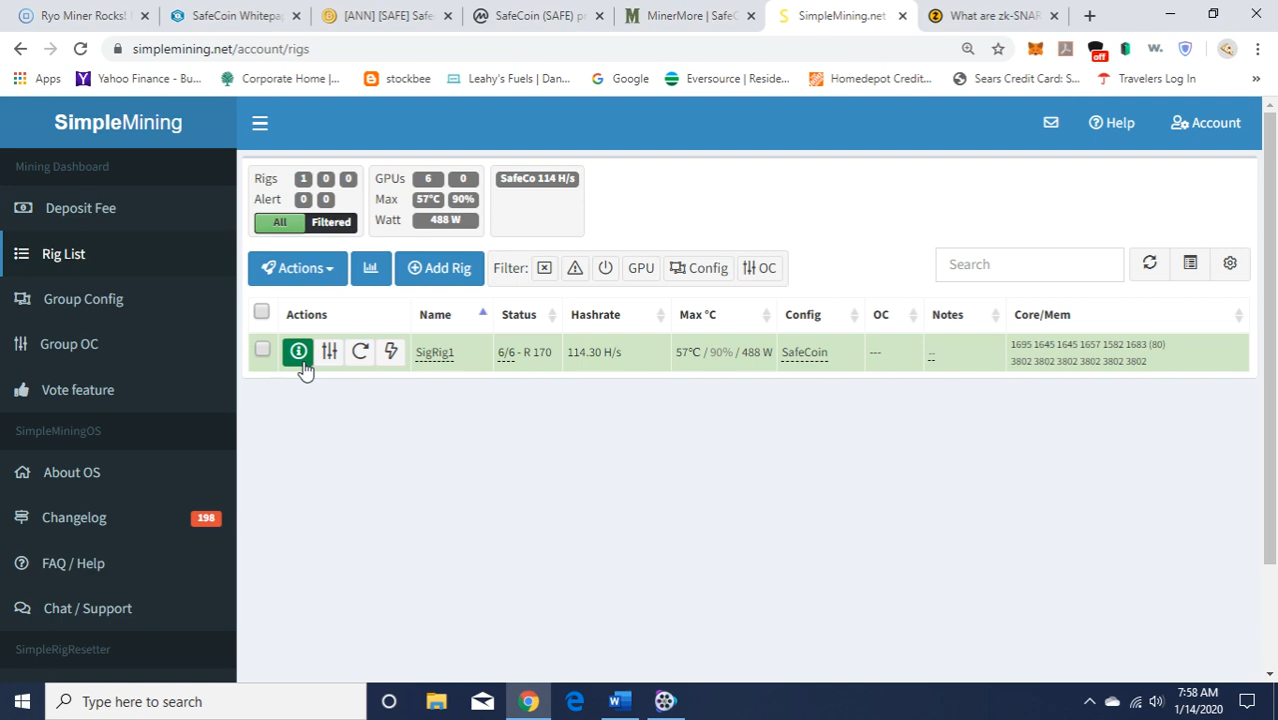 Ryo Miner Rocks!
SafeCoin Whitepap
[ANN] [SAFE] Safe
SafeCoin (SAFE) pr
MinerMore | SafeC
SimpleMining.net
What are zk-SNAR
simplemining.net/account/rigs
off
w.
Apps
Yahoo Finance - Bu...
Corporate Home |...
stockbee
Leahy's Fuels | Dan...
Google
Eversource | Reside...
Homedepot Credit...
Sears Credit Card: S...
Travelers Log In
»
SimpleMining
Help
Account
Mining Dashboard
Deposit Fee
Rig List
Group Config
Group OC
Vote feature
SimpleMiningOS
About OS
Changelog 198
FAQ / Help
Chat / Support
SimpleRigResetter
Rigs 1 0 0
Alert 0 0
All Filtered
GPUs 6 0
Max 57°C 90%
Watt 488 W
SafeCo 114 H/s
Actions
Add Rig
Filter:
GPU
Config
OC
Search
Actions Name Status Hashrate Max °C Config OC Notes Core/Mem
SigRig1 6/6 - R 170 114.30 H/s 57°C / 90% / 488 W SafeCoin --- .. 1695 1645 1645 1657 1582 1683 (80)
3802 3802 3802 3802 3802 3802
Type here to search
7:58 AM
1/14/2020